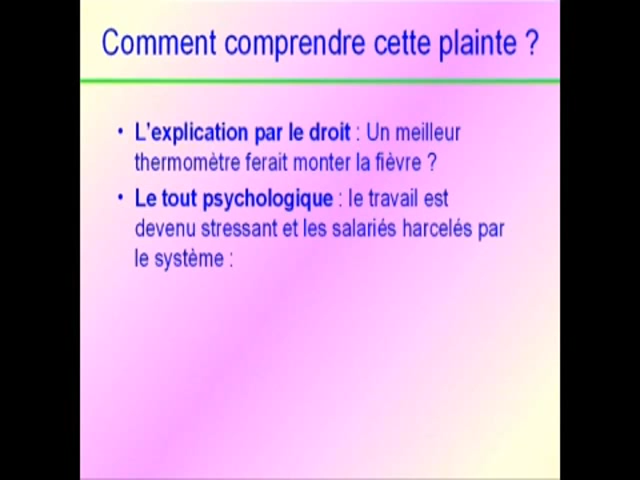 Comment comprendre cette plainte ?
• L'explication par le droit : Un meilleur
thermomètre ferait monter la fièvre ?
• Le tout psychologique : le travail est
devenu stressant et les salariés harcelés par
le système :